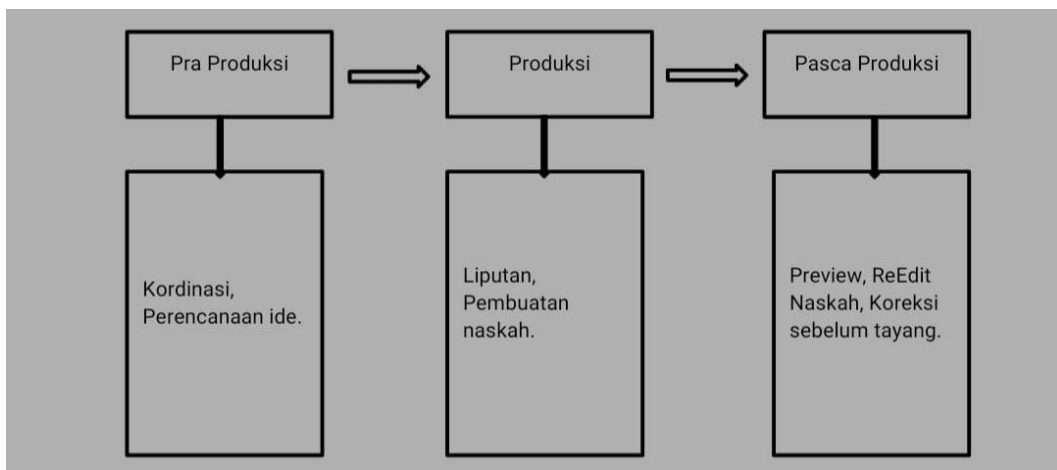 Pra Produksi
Produksi
Pasca Produksi
Kordinasi,
Perencanaan ide.
Liputan,
Pembuatan
naskah.
Preview, ReEdit
Naskah, Koreksi
sebelum tayang.